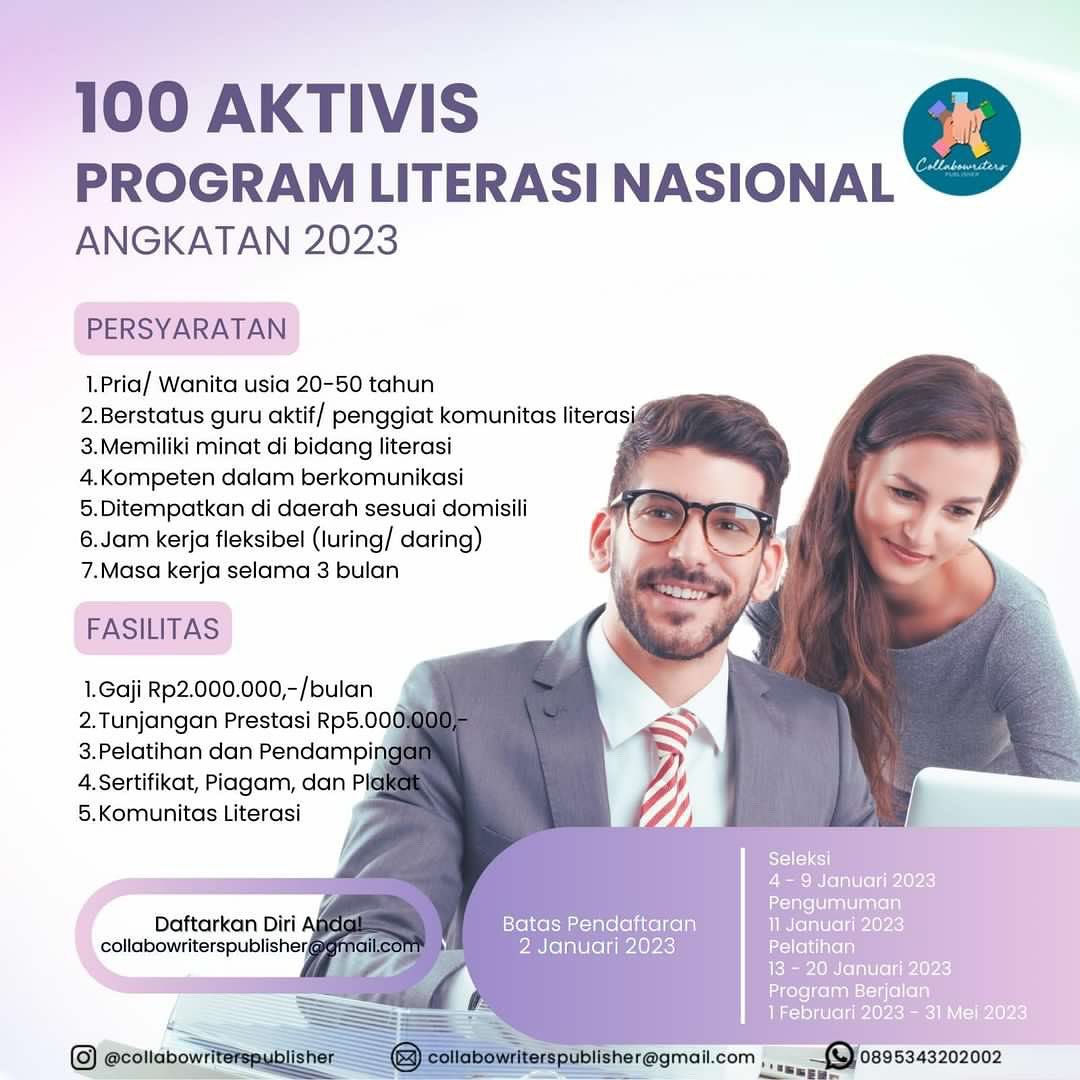 100 AKTIVIS
PROGRAM LITERASI NASIONAL
ANGKATAN 2023
Collabowriters
PUBLISHER
PERSYARATAN
1. Pria/ Wanita usia 20-50 tahun
2. Berstatus guru aktif/ penggiat komunitas literasi
3. Memiliki minat di bidang literasi
4. Kompeten dalam berkomunikasi
5. Ditempatkan di daerah sesuai domisili
6. Jam kerja fleksibel (luring/ daring)
7. Masa kerja selama 3 bulan
FASILITAS
1. Gaji Rp2.000.000,-/bulan
2. Tunjangan Prestasi Rp5.000.000,-
3. Pelatihan dan Pendampingan
4. Sertifikat, Piagam, dan Plakat
5. Komunitas Literasi
Daftarkan Diri Anda!
collabowriterspublisher@gmail.com
Batas Pendaftaran
2 Januari 2023
Seleksi
4 - 9 Januari 2023
Pengumuman
11 Januari 2023
Pelatihan
13 - 20 Januari 2023
Program Berjalan
1 Februari 2023 - 31 Mei 2023
@collabowriterspublisher
collabowriterspublisher@gmail.com
0895343202002